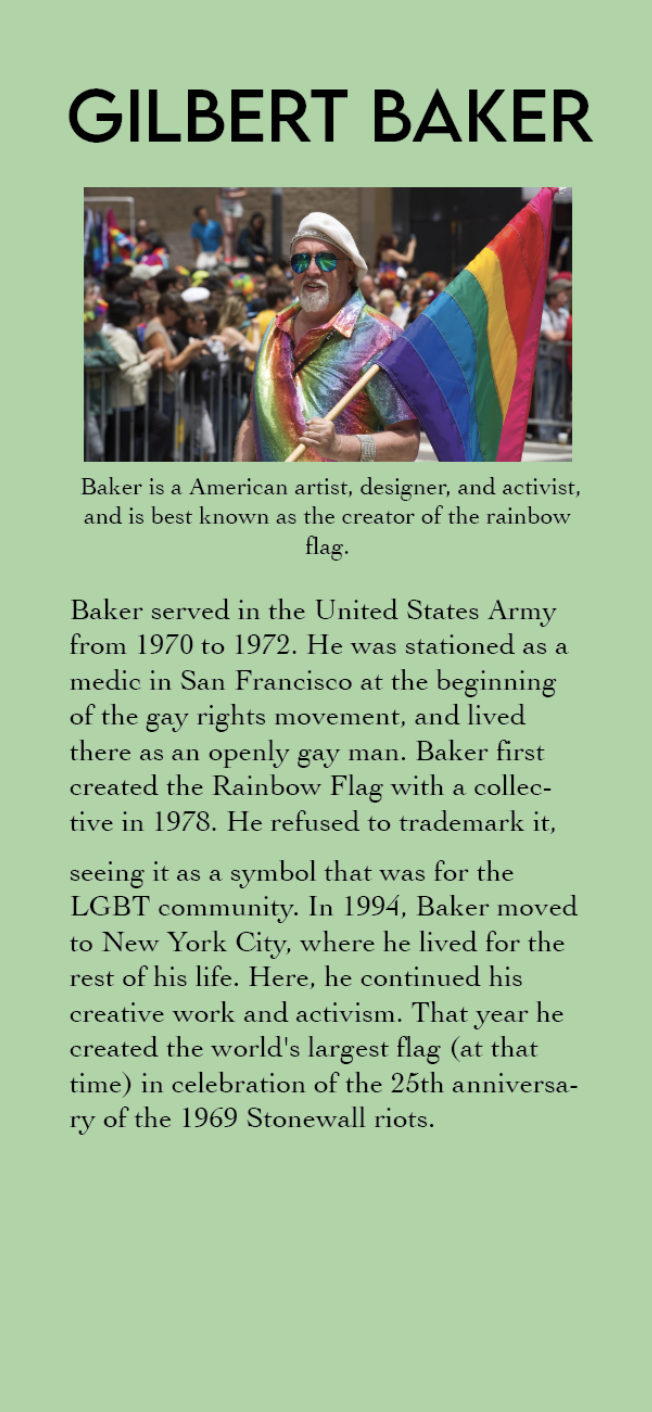 GILBERT BAKER
Baker is a American artist, designer, and activist,
and is best known as the creator of the rainbow
flag.
Baker served in the United States Army
from 1970 to 1972. He was stationed as a
medic in San Francisco at the beginning
of the gay rights movement, and lived
there as an openly gay man. Baker first
created the Rainbow Flag with a collec-
tive in 1978. He refused to trademark it,
seeing it as a symbol that was for the
LGBT community. In 1994, Baker moved
to New York City, where he lived for the
rest of his life. Here, he continued his
creative work and activism. That year he
created the world's largest flag (at that
time) in celebration of the 25th anniversa-
ry of the 1969 Stonewall riots.